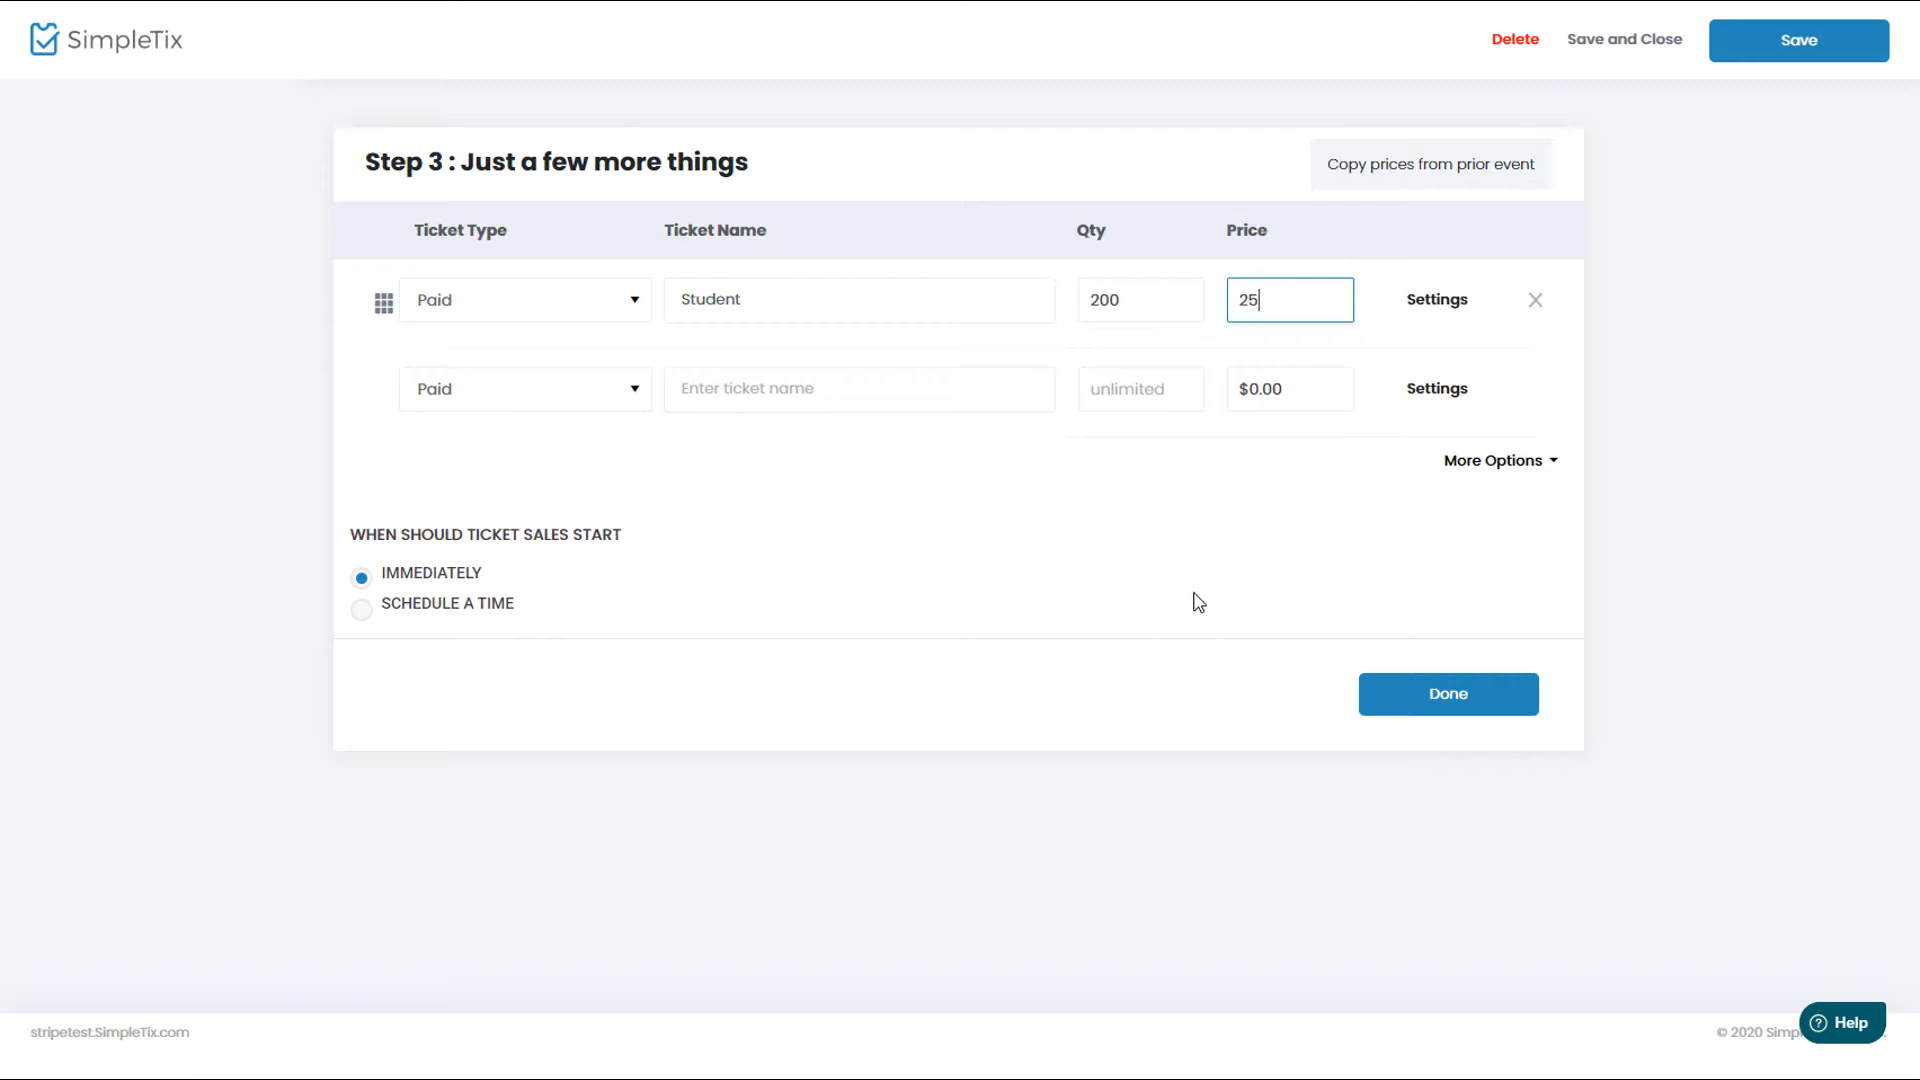 SimpleTix
Delete Save and Close Save
Step 3 : Just a few more things
Copy prices from prior event
Ticket Type Ticket Name Qty Price
Paid Student 200 25 Settings
Paid Enter ticket name unlimited $0.00 Settings
More Options
WHEN SHOULD TICKET SALES START
IMMEDIATELY
SCHEDULE A TIME
Done
stripetest.SimpleTix.com
© 2020
Help